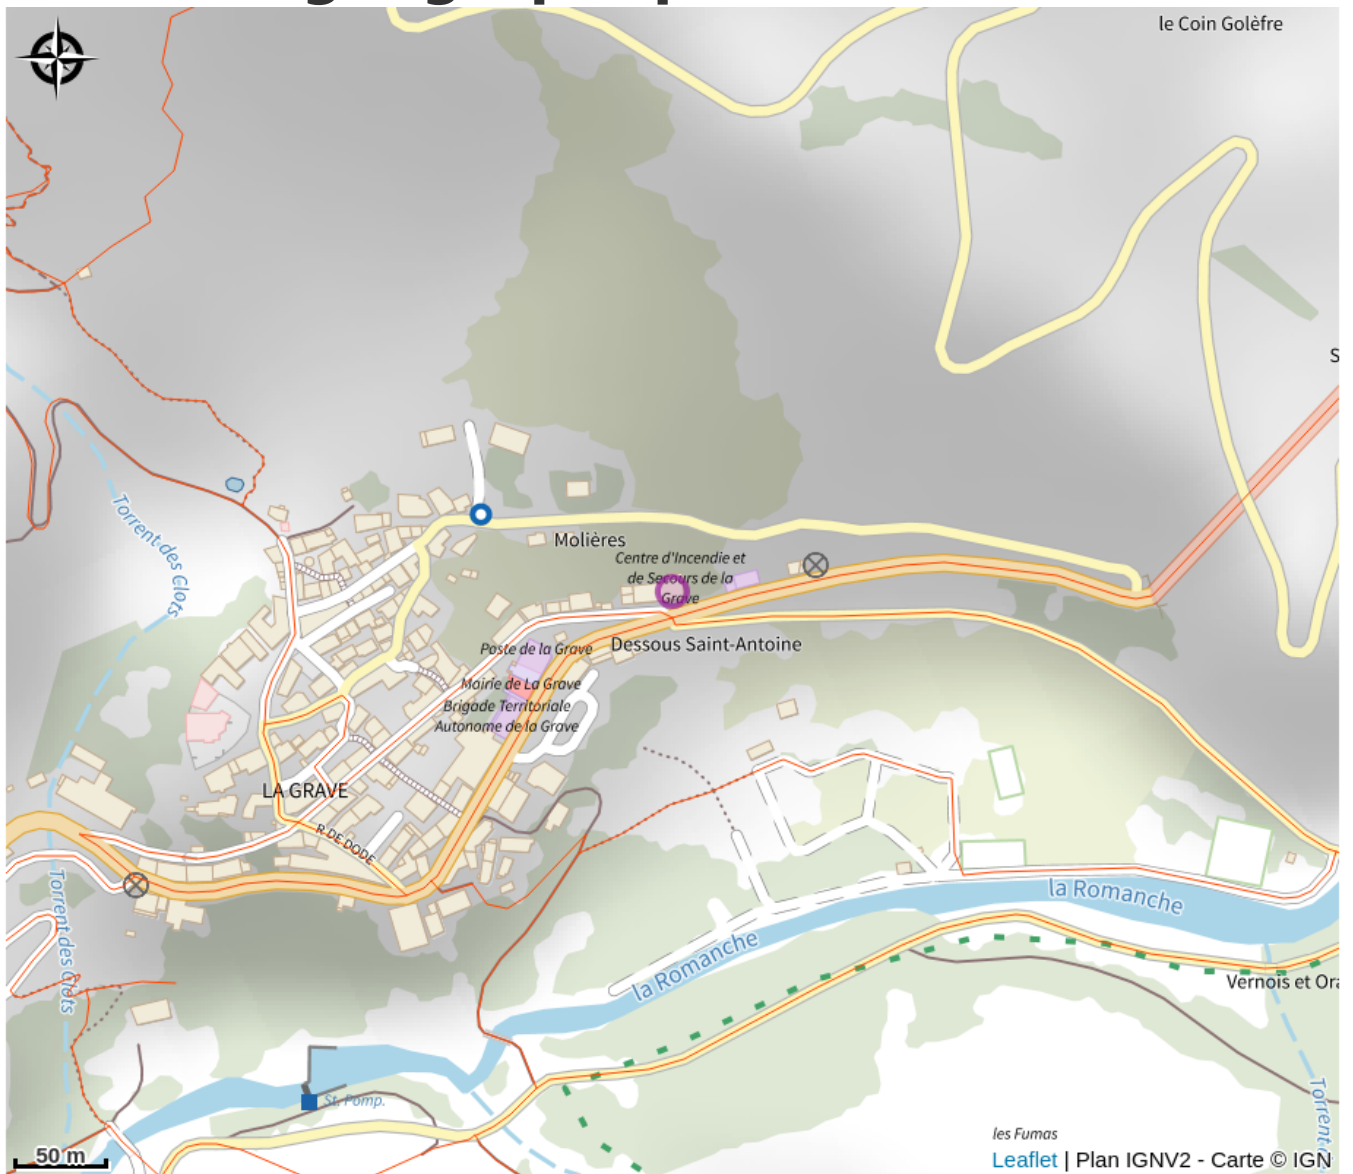 le Coin Golèfre
S
Torrent des Clots
Molières
Centre d'Incendie et
de Secours de la
Grave
Poste de la Grave
Dessous Saint-Antoine
Mairie de La Grave
Brigade Territoriale
Autonome de la Grave
LA GRAVE
R DE DODE
Torrent des Clots
la Romanche
la Romanche
Vernois et Ora
St. Pomp.
Torrent
les Fumas
50 m
Leaflet | Plan IGNV2 - Carte © IGN